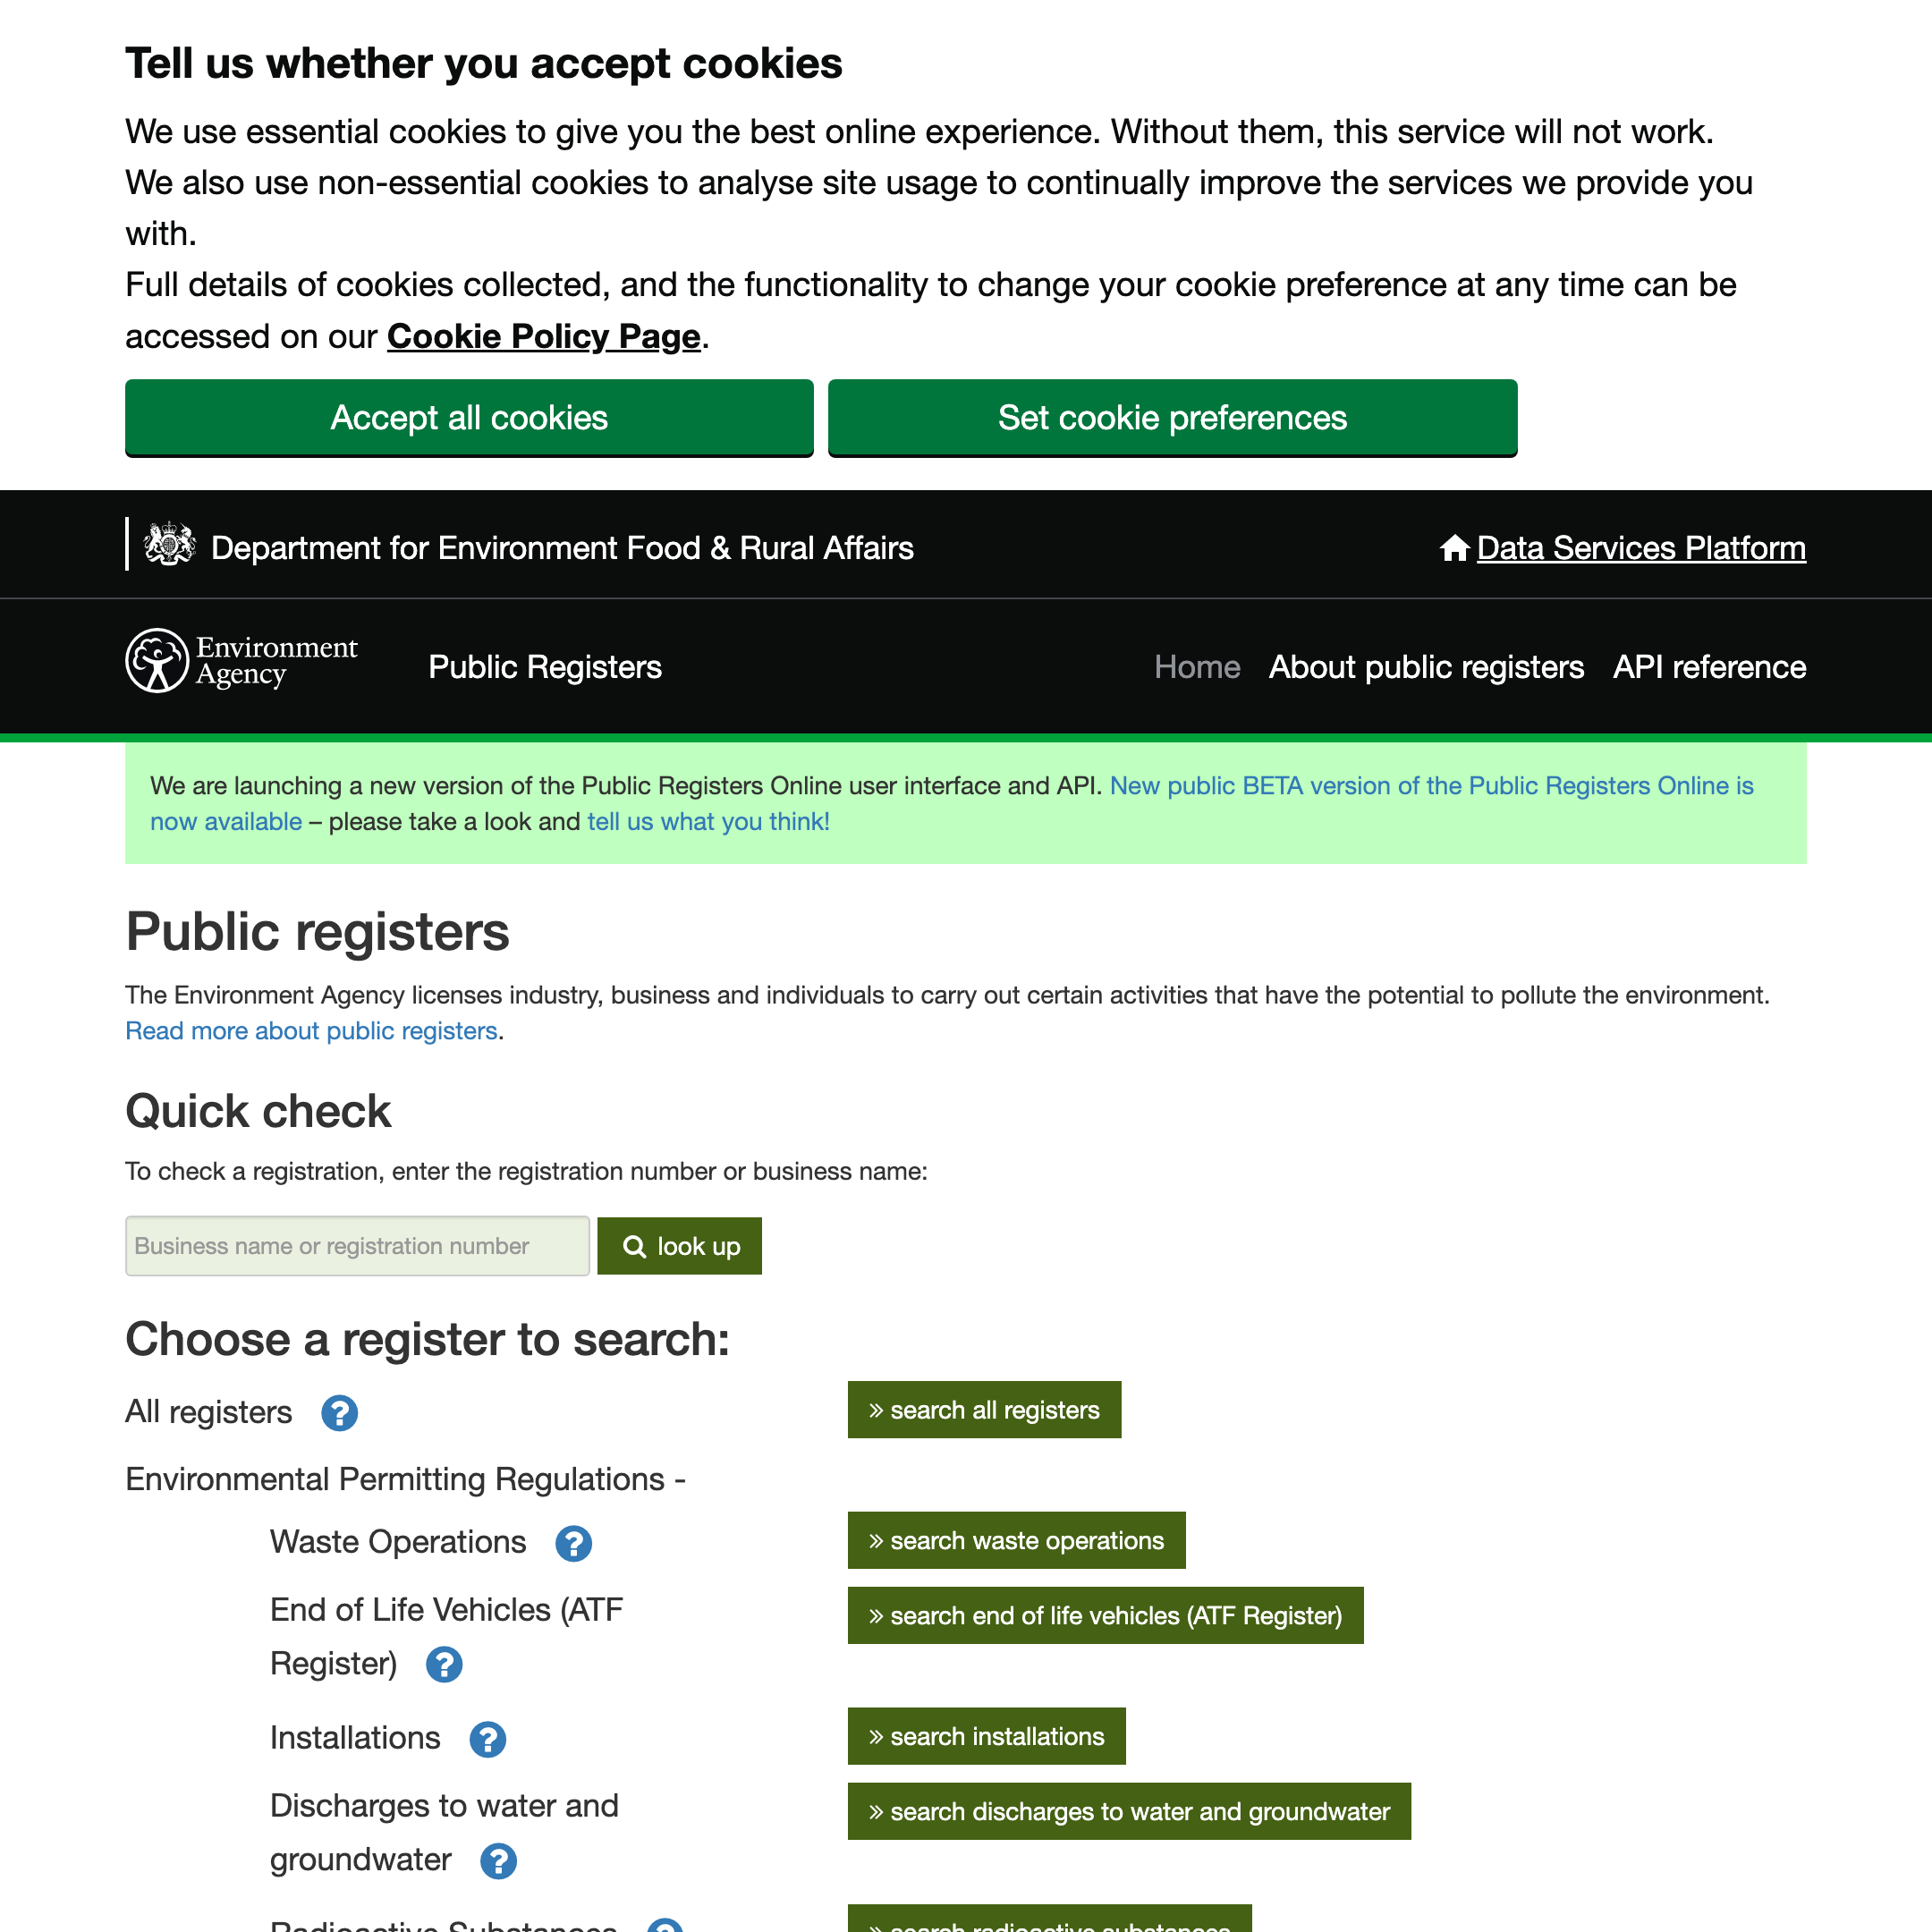 Tell us whether you accept cookies
We use essential cookies to give you the best online experience. Without them, this service will not work.
We also use non-essential cookies to analyse site usage to continually improve the services we provide you
with.
Full details of cookies collected, and the functionality to change your cookie preference at any time can be
accessed on our Cookie Policy Page.
Accept all cookies
Set cookie preferences
Department for Environment Food & Rural Affairs
Data Services Platform
Environment
Agency
Public Registers
Home
About public registers
API reference
We are launching a new version of the Public Registers Online user interface and API. New public BETA version of the Public Registers Online is
now available – please take a look and tell us what you think!
Public registers
The Environment Agency licenses industry, business and individuals to carry out certain activities that have the potential to pollute the environment.
Read more about public registers.
Quick check
To check a registration, enter the registration number or business name:
Business name or registration number
look up
Choose a register to search:
All registers ?
» search all registers
Environmental Permitting Regulations -
Waste Operations ?
» search waste operations
End of Life Vehicles (ATF
Register) ?
» search end of life vehicles (ATF Register)
Installations ?
» search installations
Discharges to water and
groundwater ?
» search discharges to water and groundwater
Radioactive Substances ?
» search radioactive substances